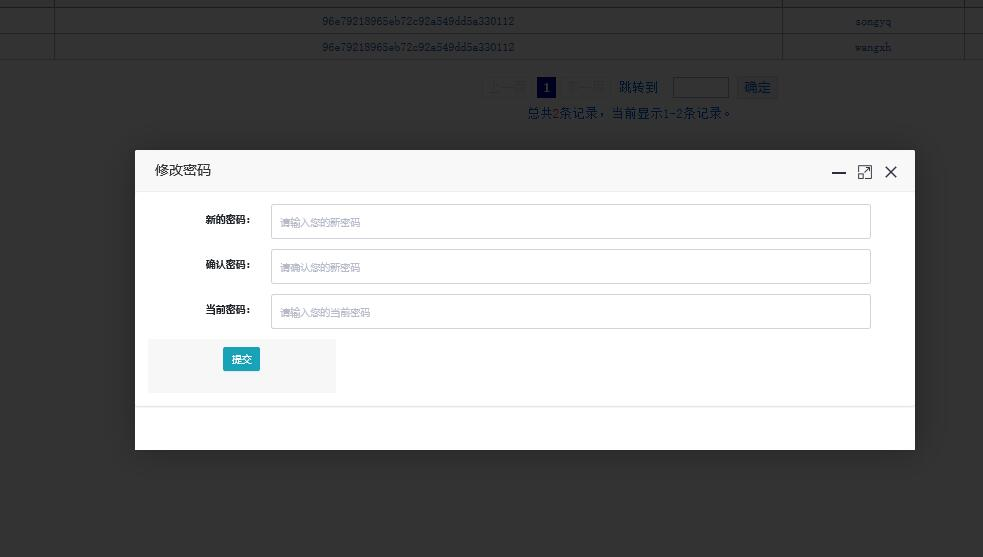 96e79218965eb72c92a549dd5a330112 songyq
96e79218965eb72c92a549dd5a330112 wangxh
上一页 1 下一页 跳转到 确定
总共2条记录，当前显示1-2条记录。
修改密码
新的密码： 请输入您的新密码
确认密码： 请确认您的新密码
当前密码： 请输入您的当前密码
提交